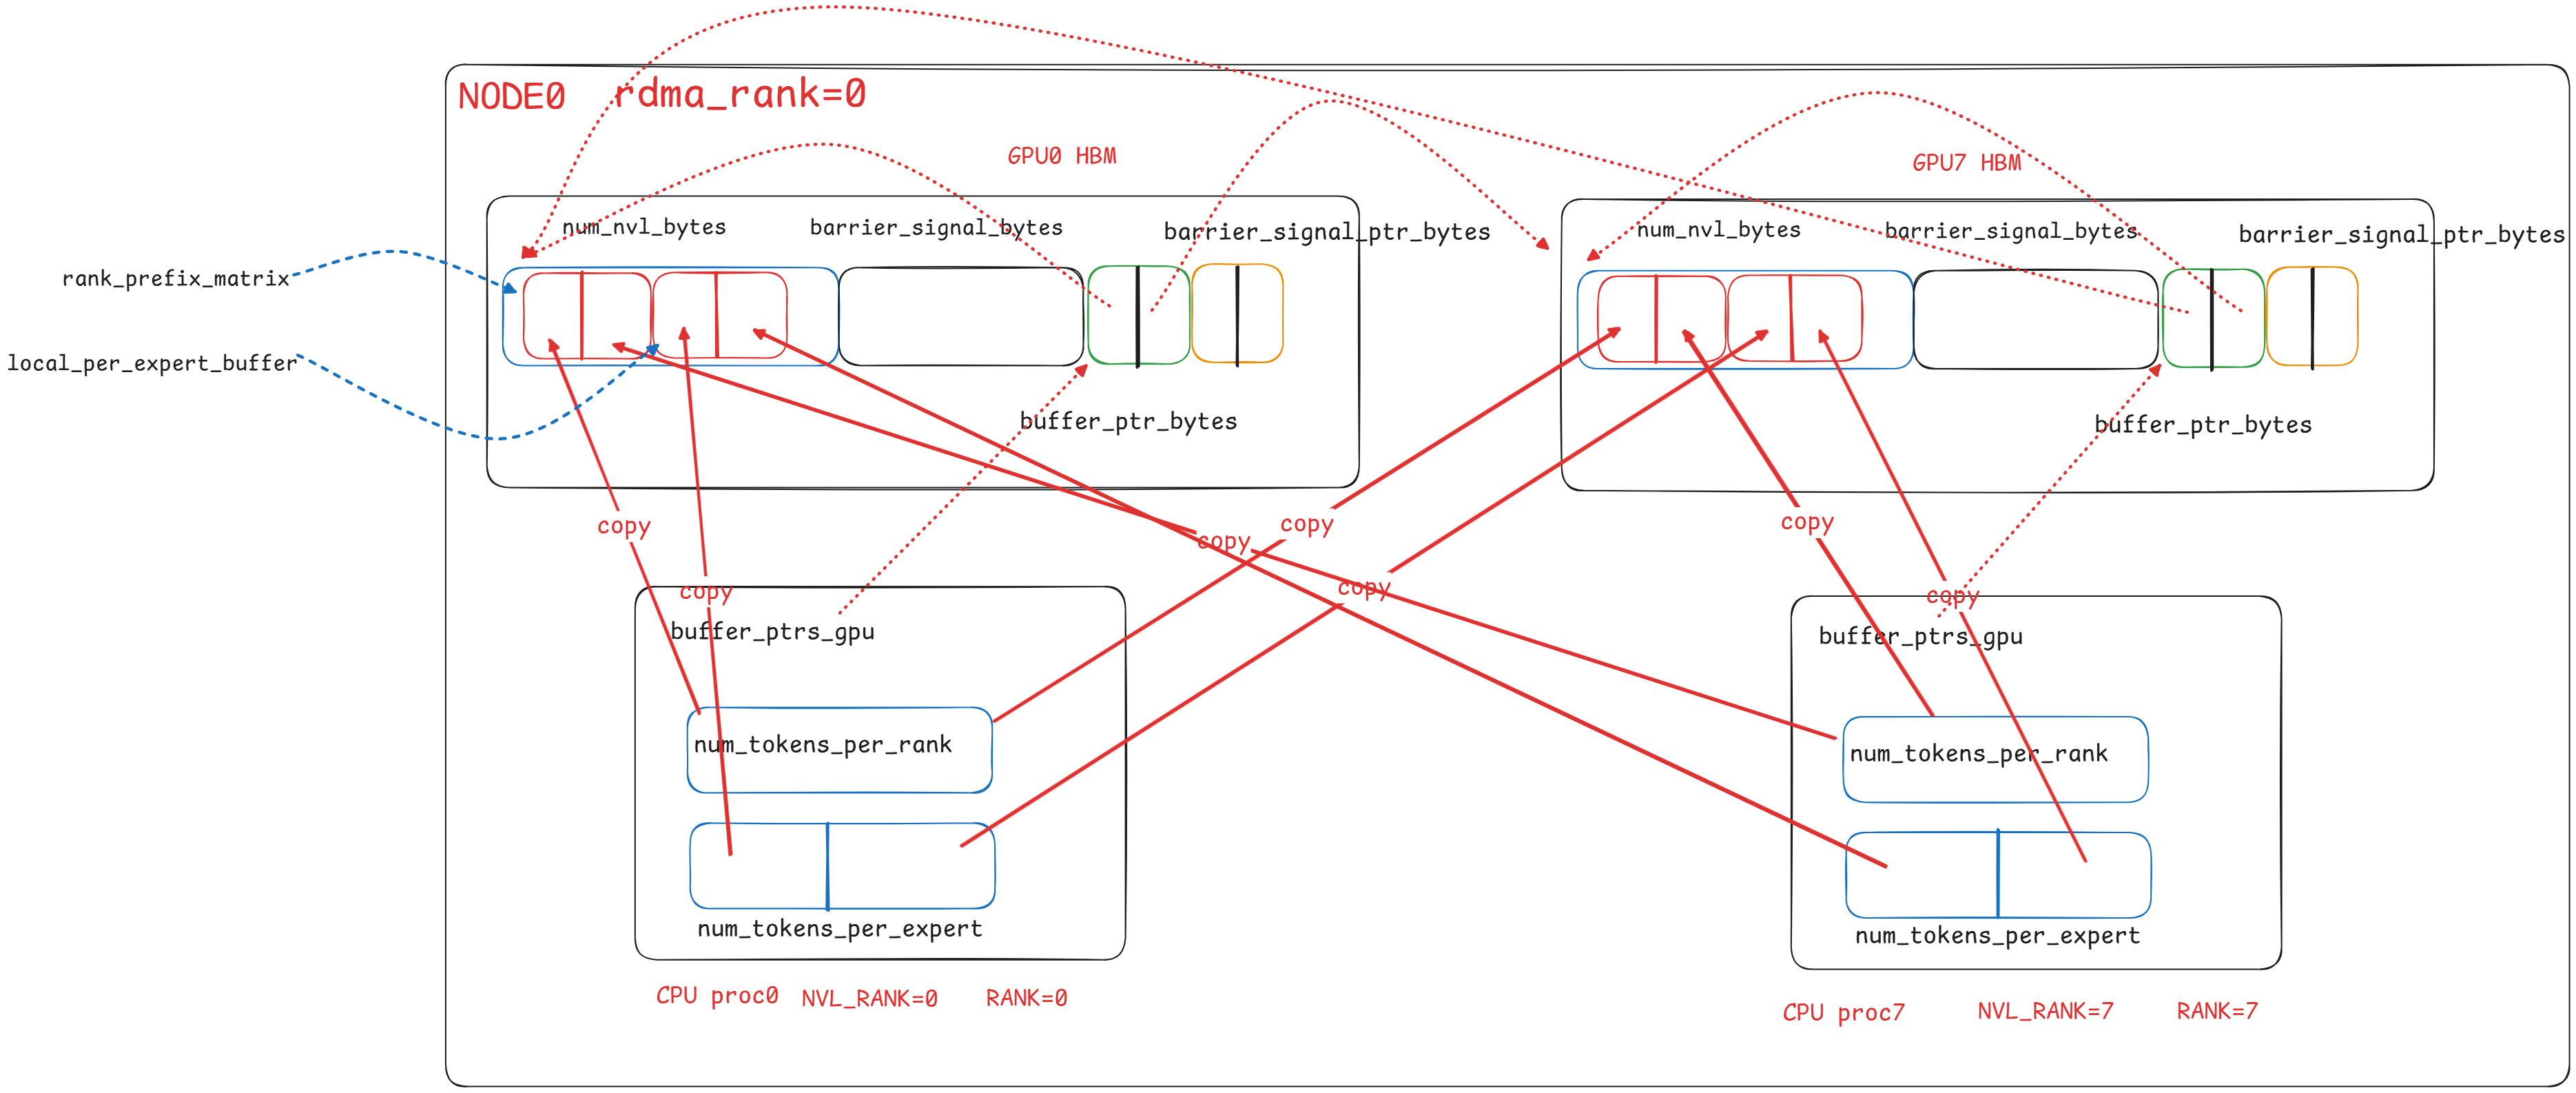 NODE0 rdma_rank=0
GPU0 HBM
GPU7 HBM
num_nvl_bytes
barrier_signal_bytes
barrier_signal_ptr_bytes
num_nvl_bytes
barrier_signal_bytes
barrier_signal_ptr_bytes
rank_prefix_matrix
local_per_expert_buffer
buffer_ptr_bytes
buffer_ptr_bytes
copy
copy
copy
copy
copy
copy
copy
copy
buffer_ptrs_gpu
buffer_ptrs_gpu
num_tokens_per_rank
num_tokens_per_rank
num_tokens_per_expert
num_tokens_per_expert
CPU proc0 NVL_RANK=0 RANK=0
CPU proc7 NVL_RANK=7 RANK=7